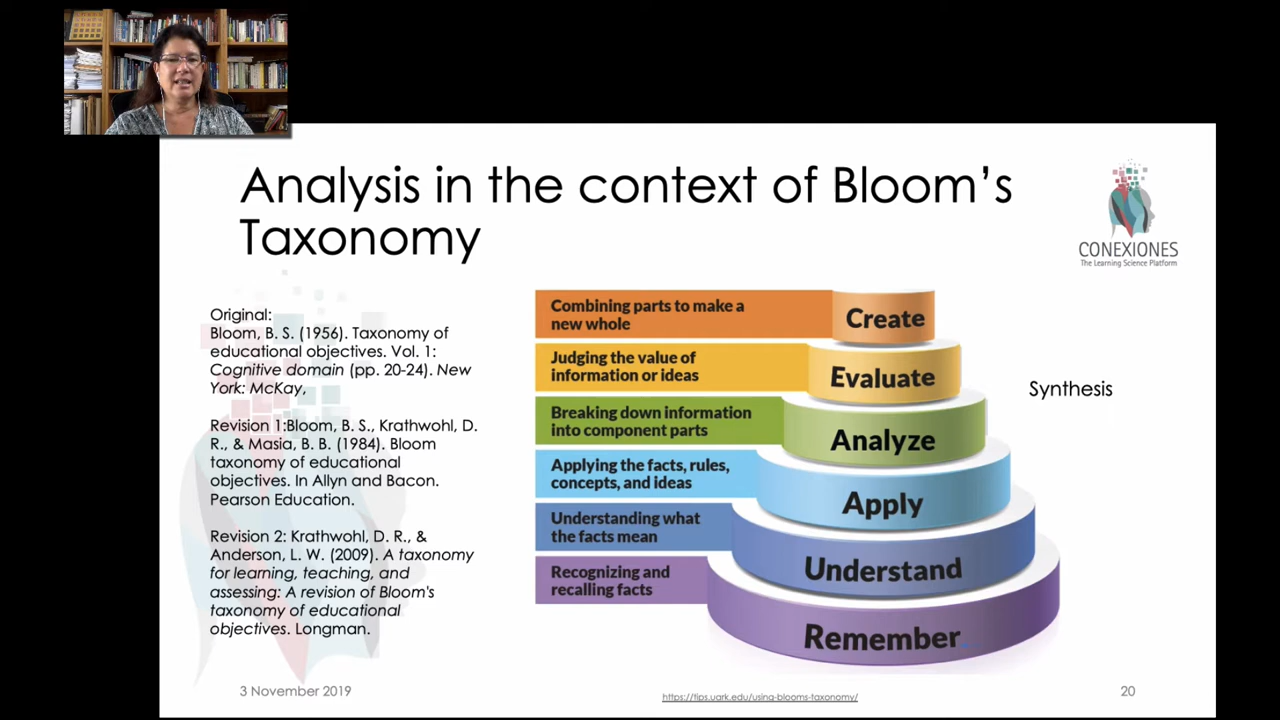 Analysis in the context of Bloom’s
Taxonomy
CONEXIONES
The Learning Science Platform
Original:
Bloom, B. S. (1956). Taxonomy of
educational objectives. Vol. 1:
Cognitive domain (pp. 20-24). New
York: McKay,
Revision 1:Bloom, B. S., Krathwohl, D.
R., & Masia, B. B. (1984). Bloom
taxonomy of educational
objectives. In Allyn and Bacon.
Pearson Education.
Revision 2: Krathwohl, D. R., &
Anderson, L. W. (2009). A taxonomy
for learning, teaching, and
assessing: A revision of Bloom's
taxonomy of educational
objectives. Longman.
Combining parts to make a
new whole
Create
Judging the value of
information or ideas
Evaluate
Synthesis
Breaking down information
into component parts
Analyze
Applying the facts, rules,
concepts, and ideas
Apply
Understanding what
the facts mean
Understand
Recognizing and
recalling facts
Remember
3 November 2019
https://tips.uark.edu/using-blooms-taxonomy/
20